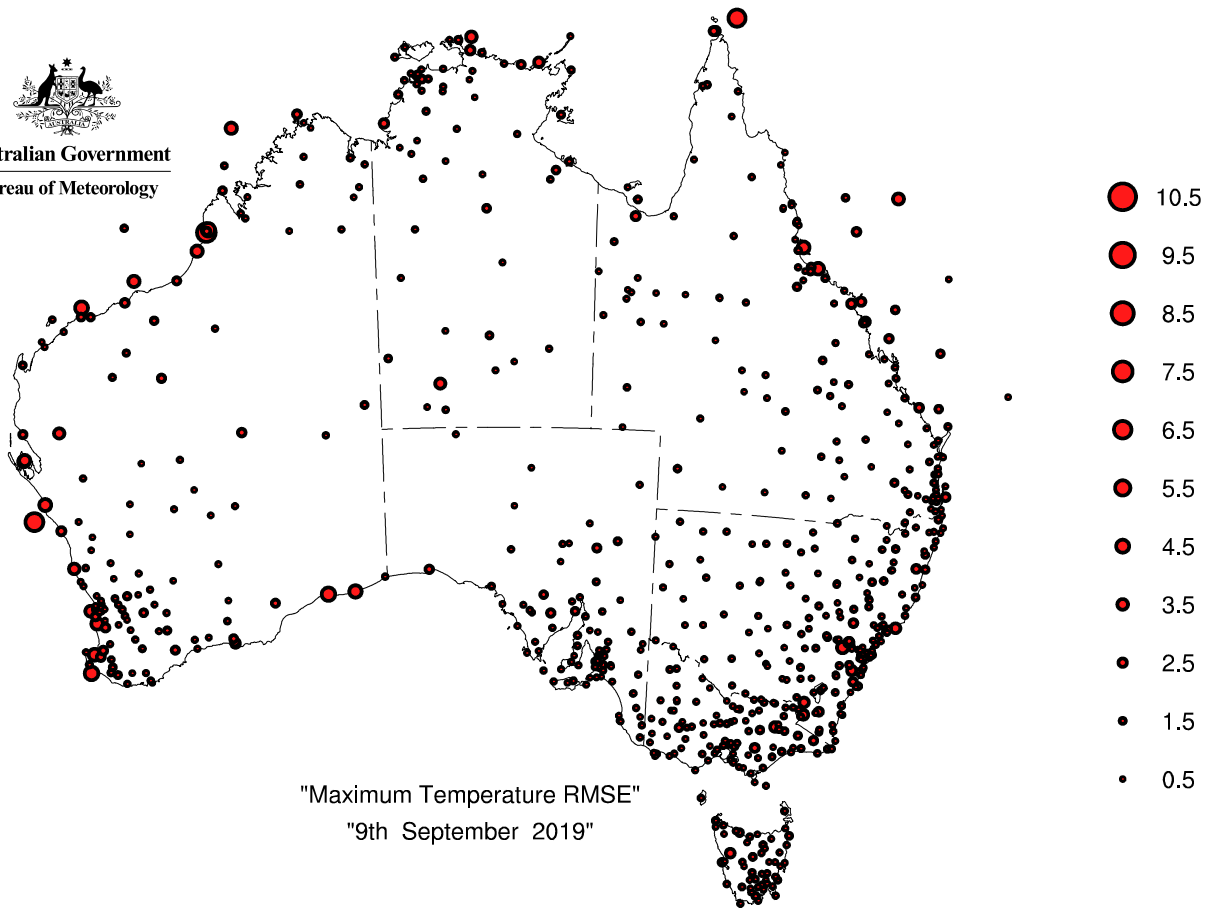 AUSTRALIA
tralian Government
reau of Meteorology
10.5
9.5
8.5
7.5
6.5
5.5
4.5
3.5
2.5
1.5
0.5
"Maximum Temperature RMSE"
"9th September 2019"